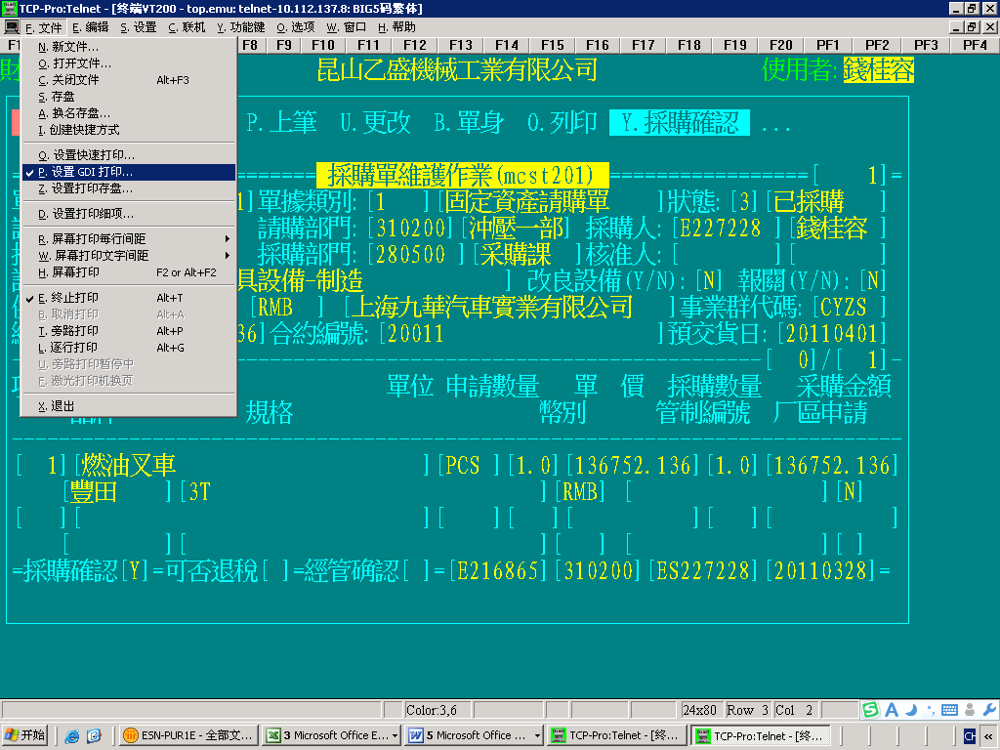 TCP-Pro:Telnet - [终端VT200 - top.emu: telnet-10.112.137.8: BIG5码繁体]
F. 文件 E. 编辑 S. 设置 C. 联机 Y. 功能键 O. 选项 W. 窗口 H. 帮助
F8 F9 F10 F11 F12 F13 F14 F15 F16 F17 F18 F19 F20 PF1 PF2 PF3 PF4
N. 新文件...
O. 打开文件...
C. 关闭文件 Alt+F3
S. 存盘
A. 换名存盘...
I. 创建快捷方式
Q. 设置快速打印...
P. 设置 GDI 打印...
Z. 设置打印存盘...
D. 设置打印细项...
R. 屏幕打印每行间距
W. 屏幕打印文字间距
H. 屏幕打印 F2 or Alt+F2
E. 终止打印 Alt+T
B. 取消打印 Alt+A
T. 旁路打印 Alt+P
L. 逐行打印 Alt+G
U. 旁路打印暂停中
F. 激光打印机换页
X. 退出
昆山乙盛機械工業有限公司 使用者: 錢桂容
P. 上筆 U. 更改 B. 單身 O. 列印 Y. 採購確認 ...
=======採購單維護作業(mcst201)===============[ 1]=
1]單據類別: [1 ][固定資產請購單 ]狀態: [3][已採購 ]
請購部門: [310200][沖壓一部] 採購人: [E227228 ][錢桂容 ]
採購部門: [280500 ][采購課 ]核准人: [ ][ ]
具設備-制造 ] 改良設備(Y/N): [N] 報關(Y/N): [N]
[RMB ] [上海九華汽車實業有限公司 ]事業群代碼: [CYZS ]
36]合約編號: [20011 ]預交貨日: [20110401]
[ 0]/[ 1]-
單位 申請數量 單 價 採購數量 采購金額
規格 幣別 管制編號 厂區申請
[ 1][燃油叉車 ][PCS ][1.0][136752.136][1.0][136752.136]
[豐田 ][3T ][RMB] [ ][N]
[ ][ ][ ][ ][ ][ ][ ]
[ ][ ][ ] [ ][ ]
=採購確認[Y]=可否退稅[ ]=經管确認[ ]=[E216865][310200][ES227228][20110328]=
Color:3,6 24x80 Row 3 Col 2
开始 ESN-PUR1E - 全部文... 3 Microsoft Office E... 5 Microsoft Office ... TCP-Pro:Telnet - [终... TCP-Pro:Telnet - [终... CH «